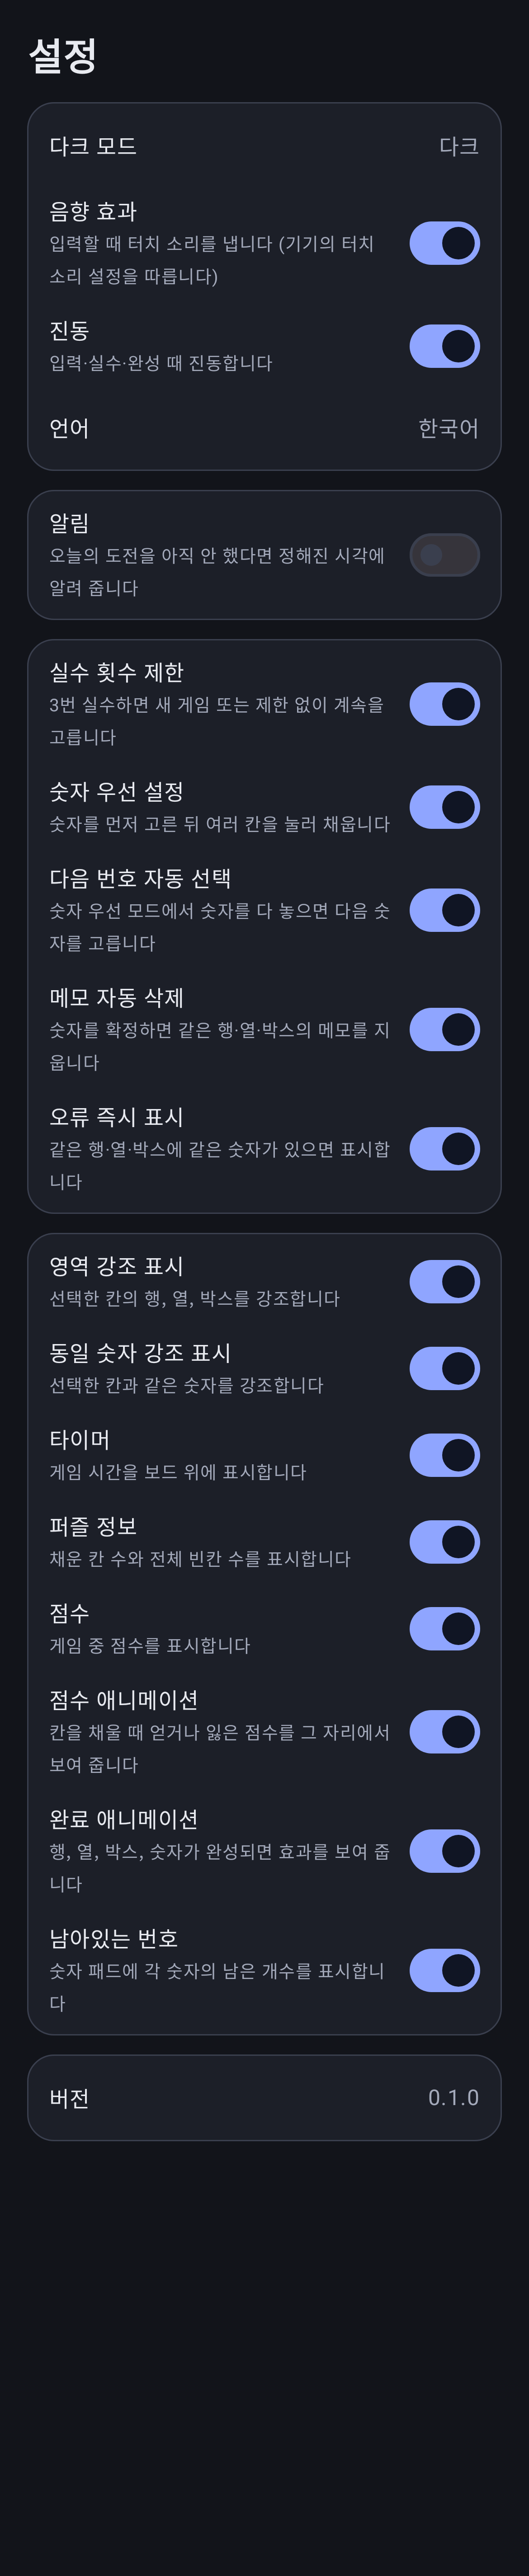 설정
다크 모드
다크
음향 효과
입력할 때 터치 소리를 냅니다 (기기의 터치
소리 설정을 따릅니다)
진동
입력·실수·완성 때 진동합니다
언어
한국어
알림
오늘의 도전을 아직 안 했다면 정해진 시각에
알려 줍니다
실수 횟수 제한
3번 실수하면 새 게임 또는 제한 없이 계속을
고릅니다
숫자 우선 설정
숫자를 먼저 고른 뒤 여러 칸을 눌러 채웁니다
다음 번호 자동 선택
숫자 우선 모드에서 숫자를 다 놓으면 다음 숫
자를 고릅니다
메모 자동 삭제
숫자를 확정하면 같은 행·열·박스의 메모를 지
웁니다
오류 즉시 표시
같은 행·열·박스에 같은 숫자가 있으면 표시합
니다
영역 강조 표시
선택한 칸의 행, 열, 박스를 강조합니다
동일 숫자 강조 표시
선택한 칸과 같은 숫자를 강조합니다
타이머
게임 시간을 보드 위에 표시합니다
퍼즐 정보
채운 칸 수와 전체 빈칸 수를 표시합니다
점수
게임 중 점수를 표시합니다
점수 애니메이션
칸을 채울 때 얻거나 잃은 점수를 그 자리에서
보여 줍니다
완료 애니메이션
행, 열, 박스, 숫자가 완성되면 효과를 보여 줍
니다
남아있는 번호
숫자 패드에 각 숫자의 남은 개수를 표시합니
다
버전
0.1.0